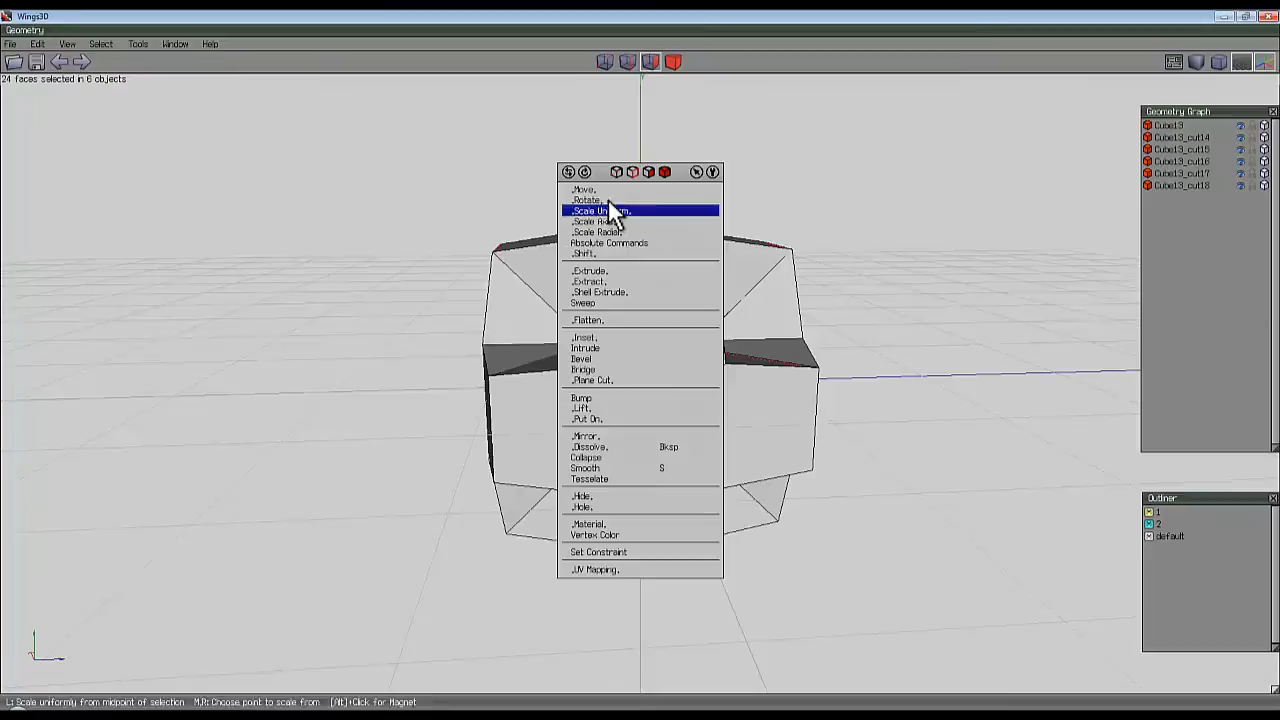 Wings3D
Geometry
File Edit View Select Tools Window Help
24 faces selected in 6 objects
Geometry Graph
Cube13
Cube13_cut14
Cube13_cut15
Cube13_cut16
Cube13_cut17
Cube13_cut18
.Move.
.Rotate.
.Scale Uniform.
.Scale
.Scale Radial.
Absolute Commands
.Shift.
.Extrude.
.Extract.
.Shell Extrude.
Sweep
.Flatten.
.Inset.
Intrude
Bevel
Bridge
.Plane Cut.
Bump
.Lift.
.Put On.
.Mirror.
.Dissolve. Bksp
Collapse
Smooth S
Tesselate
.Hide.
.Hole.
.Material.
Vertex Color
Set Constraint
.UV Mapping.
Outliner
1
2
default
L: Scale uniformly from midpoint of selection M,R: Choose point to scale from [Alt]+Click for Magnet